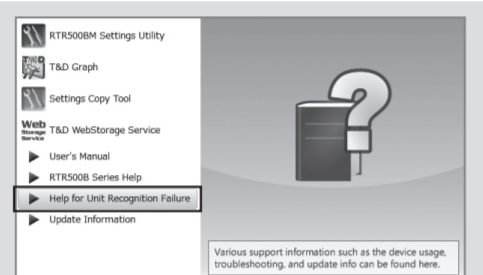 RTR500BM Settings Utility
T&D Graph
Settings Copy Tool
Web Storage Service
T&D WebStorage Service
User's Manual
RTR500B Series Help
Help for Unit Recognition Failure
Update Information
Various support information such as the device usage,
troubleshooting, and update info can be found here.